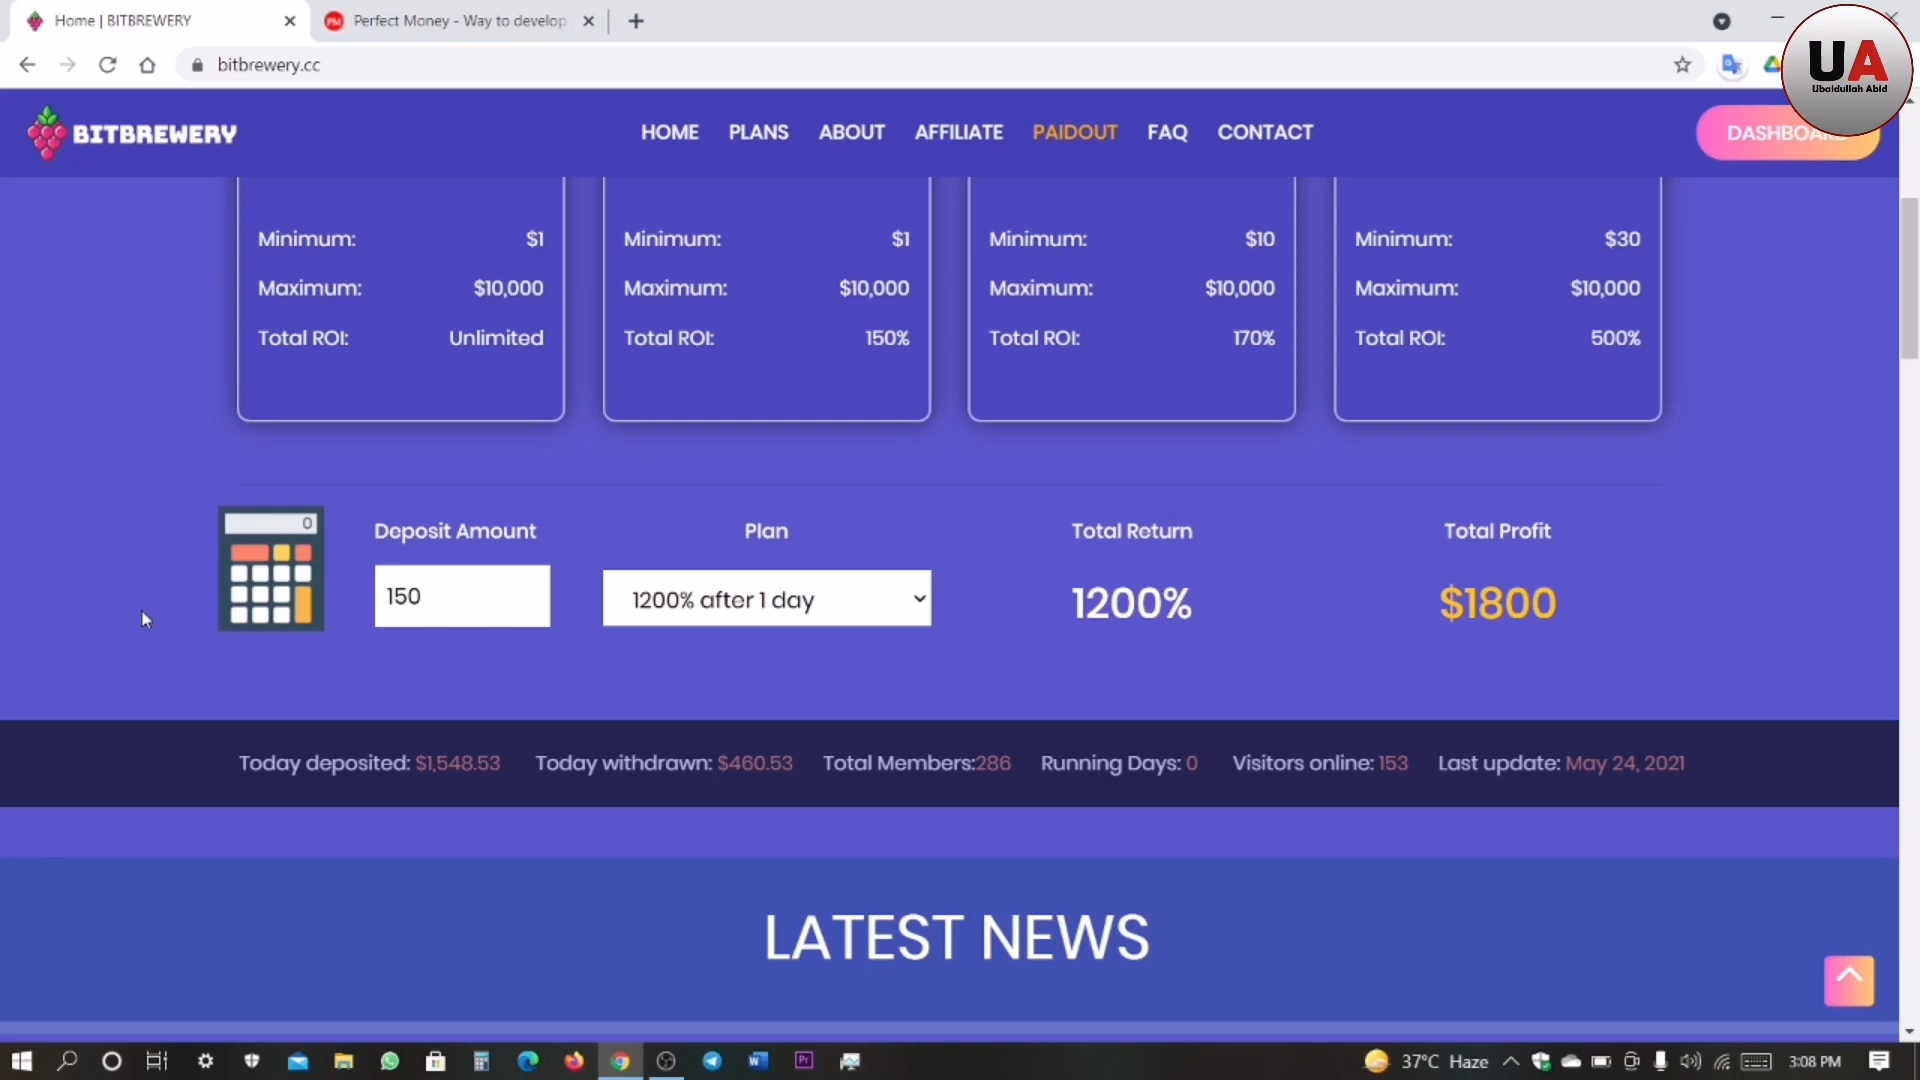 Home | BITBREWERY
Perfect Money - Way to develop
bitbrewery.cc
UA
Ubaidullah Abid
BITBREWERY
HOME PLANS ABOUT AFFILIATE PAIDOUT FAQ CONTACT
DASHBOARD
Minimum: $1 Minimum: $1 Minimum: $10 Minimum: $30
Maximum: $10,000 Maximum: $10,000 Maximum: $10,000 Maximum: $10,000
Total ROI: Unlimited Total ROI: 150% Total ROI: 170% Total ROI: 500%
0
Deposit Amount Plan Total Return Total Profit
150 1200% after 1 day 1200% $1800
Today deposited: $1,548.53 Today withdrawn: $460.53 Total Members:286 Running Days: 0 Visitors online: 153 Last update: May 24, 2021
LATEST NEWS
37°C Haze 3:08 PM